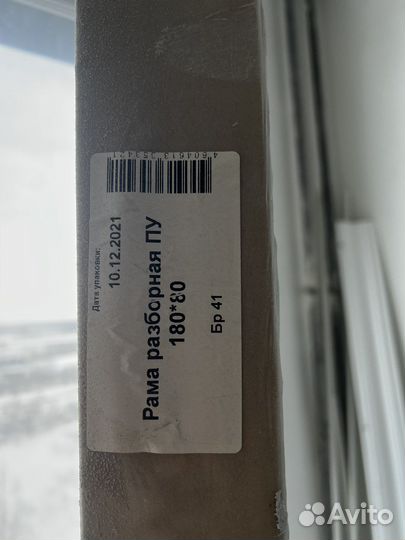 Дата упаковки:
10.12.2021
Рама разборная ПУ
180*80
Бр 41
Avito